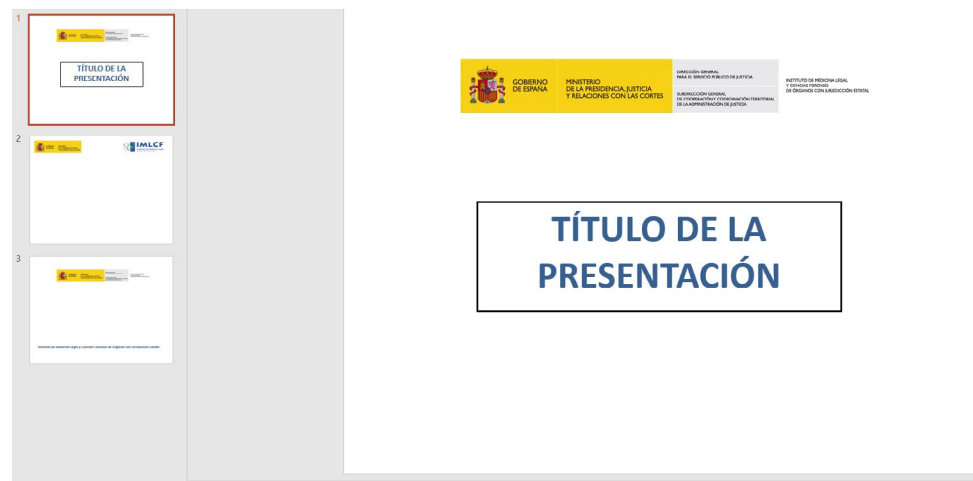 1
TÍTULO DE LA
PRESENTACIÓN
2
IMLCF
3
GOBIERNO
DE ESPAÑA
MINISTERIO
DE LA PRESIDENCIA, JUSTICIA
Y RELACIONES CON LAS CORTES
DIRECCIÓN GENERAL
PARA EL SERVICIO PÚBLICO DE JUSTICIA
SUBDIRECCIÓN GENERAL
DE COOPERACIÓN Y COORDINACIÓN TERRITORIAL
DE LA ADMINISTRACIÓN DE JUSTICIA
INSTITUTO DE MEDICINA LEGAL
Y CIENCIAS FORENSES
DE ÓRGANOS CON JURISDICCIÓN ESTATAL
TÍTULO DE LA
PRESENTACIÓN